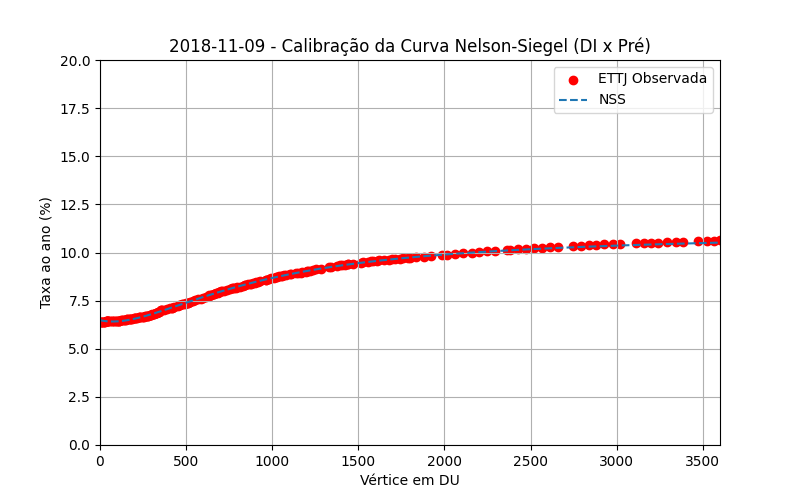 2018-11-09 - Calibração da Curva Nelson-Siegel (DI x Pré)
ETTJ Observada
NSS
20.0
17.5
15.0
12.5
10.0
7.5
5.0
2.5
0.0
Taxa ao ano (%)
0 500 1000 1500 2000 2500 3000 3500
Vértice em DU